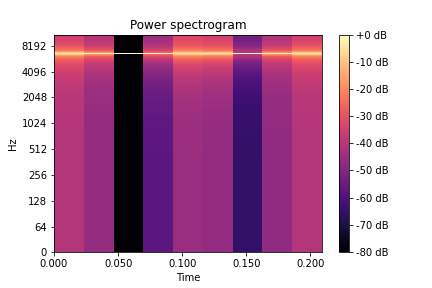 Power spectrogram
8192
4096
2048
1024
512
256
128
64
0
Hz
0.000 0.050 0.100 0.150 0.200
Time
+0 dB
-10 dB
-20 dB
-30 dB
-40 dB
-50 dB
-60 dB
-70 dB
-80 dB